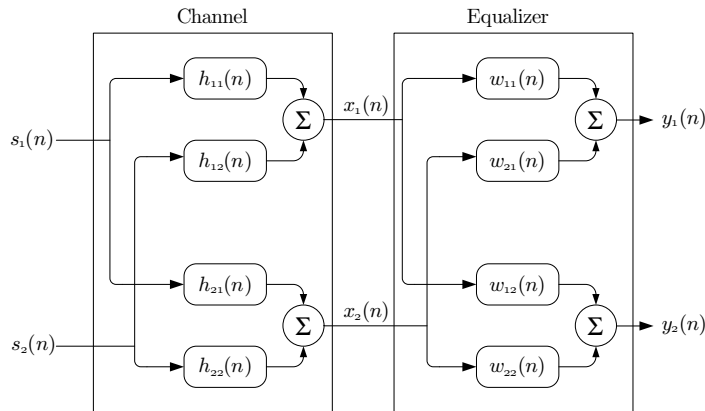 Channel Equalizer
h₁₁(n) w₁₁(n)
x₁(n)
Σ Σ y₁(n)
s₁(n)
h₁₂(n) w₂₁(n)
h₂₁(n) w₁₂(n)
x₂(n)
Σ Σ y₂(n)
s₂(n)
h₂₂(n) w₂₂(n)